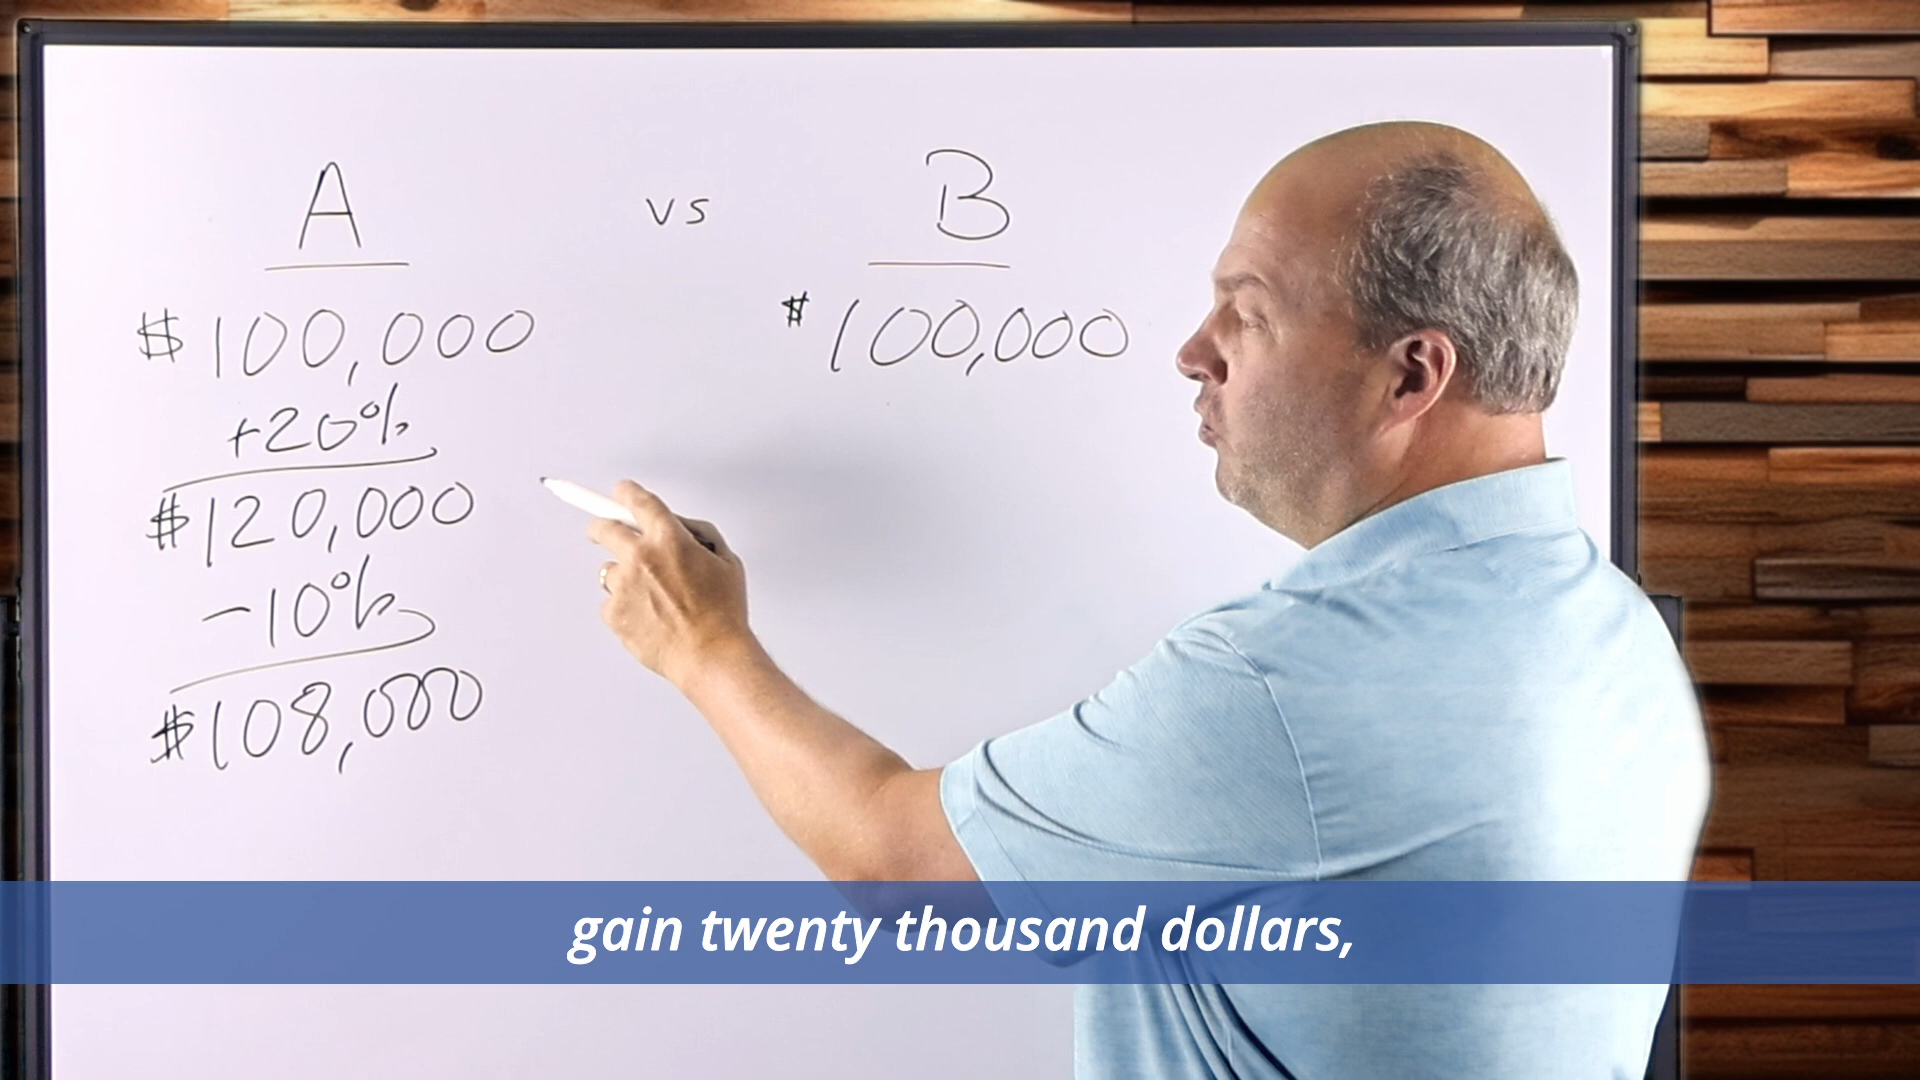 A vs B
$100,000 $100,000
+20%
$120,000
-10%
$108,000
gain twenty thousand dollars,